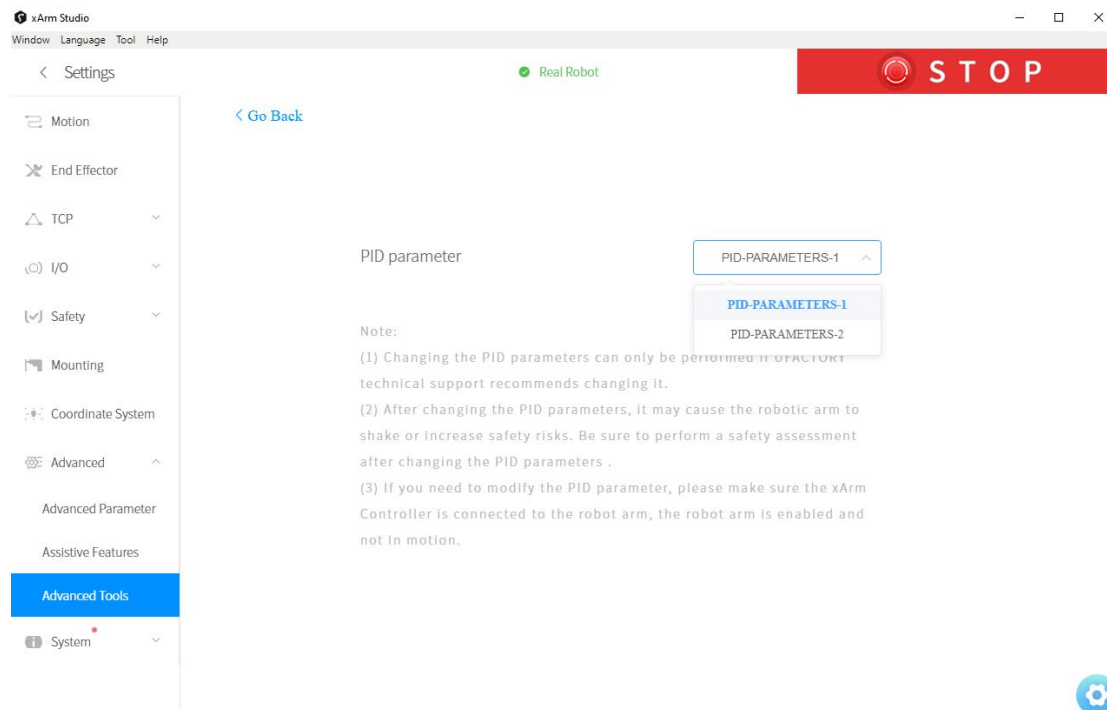 xArm Studio
Window Language Tool Help
Settings
Real Robot
STOP
Motion
< Go Back
End Effector
TCP
I/O
Safety
Mounting
Coordinate System
Advanced
Advanced Parameter
Assistive Features
Advanced Tools
System
PID parameter
PID-PARAMETERS-1
PID-PARAMETERS-1
PID-PARAMETERS-2
Note:
(1) Changing the PID parameters can only be performed if UFACTORY
technical support recommends changing it.
(2) After changing the PID parameters, it may cause the robotic arm to
shake or increase safety risks. Be sure to perform a safety assessment
after changing the PID parameters .
(3) If you need to modify the PID parameter, please make sure the xArm
Controller is connected to the robot arm, the robot arm is enabled and
not in motion.